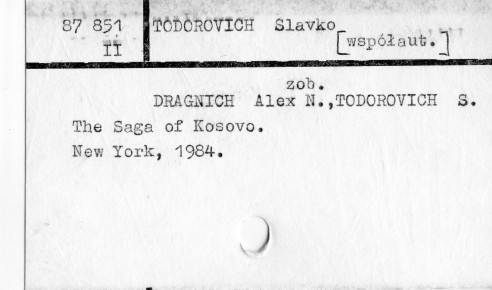 87 851 TODOROVICH Slavko
II [współaut.]
zob.
DRAGNICH Alex N.,TODOROVICH S.
The Saga of Kosovo.
New York, 1984.